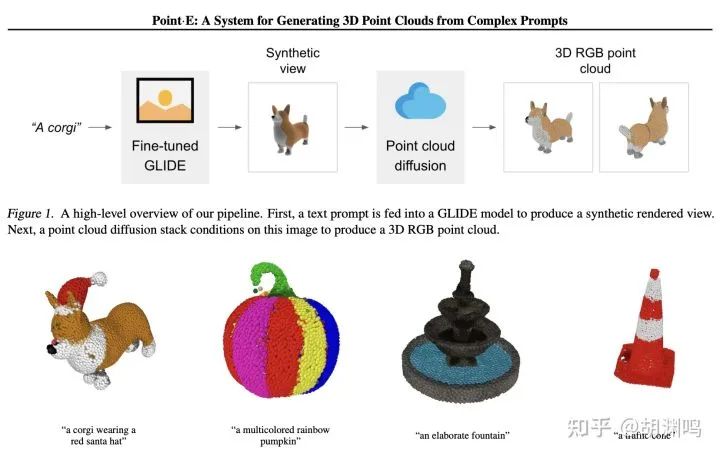 Point·E: A System for Generating 3D Point Clouds from Complex Prompts
Synthetic
view
3D RGB point
cloud
“A corgi”
Fine-tuned
GLIDE
Point cloud
diffusion
Figure 1. A high-level overview of our pipeline. First, a text prompt is fed into a GLIDE model to produce a synthetic rendered view.
Next, a point cloud diffusion stack conditions on this image to produce a 3D RGB point cloud.
“a corgi wearing a
red santa hat”
“a multicolored rainbow
pumpkin”
“an elaborate fountain”
“a traffic cone”
知乎 @胡渊鸣